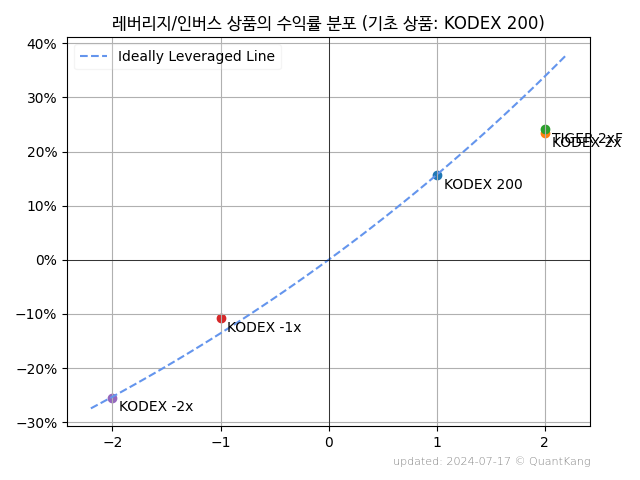 레버리지/인버스 상품의 수익률 분포 (기초 상품: KODEX 200)
40%
30%
20%
10%
0%
−10%
−20%
−30%
Ideally Leveraged Line
TIGER 2xF
KODEX 2x
KODEX 200
KODEX -1x
KODEX -2x
−2
−1
0
1
2
updated: 2024-07-17 © QuantKang